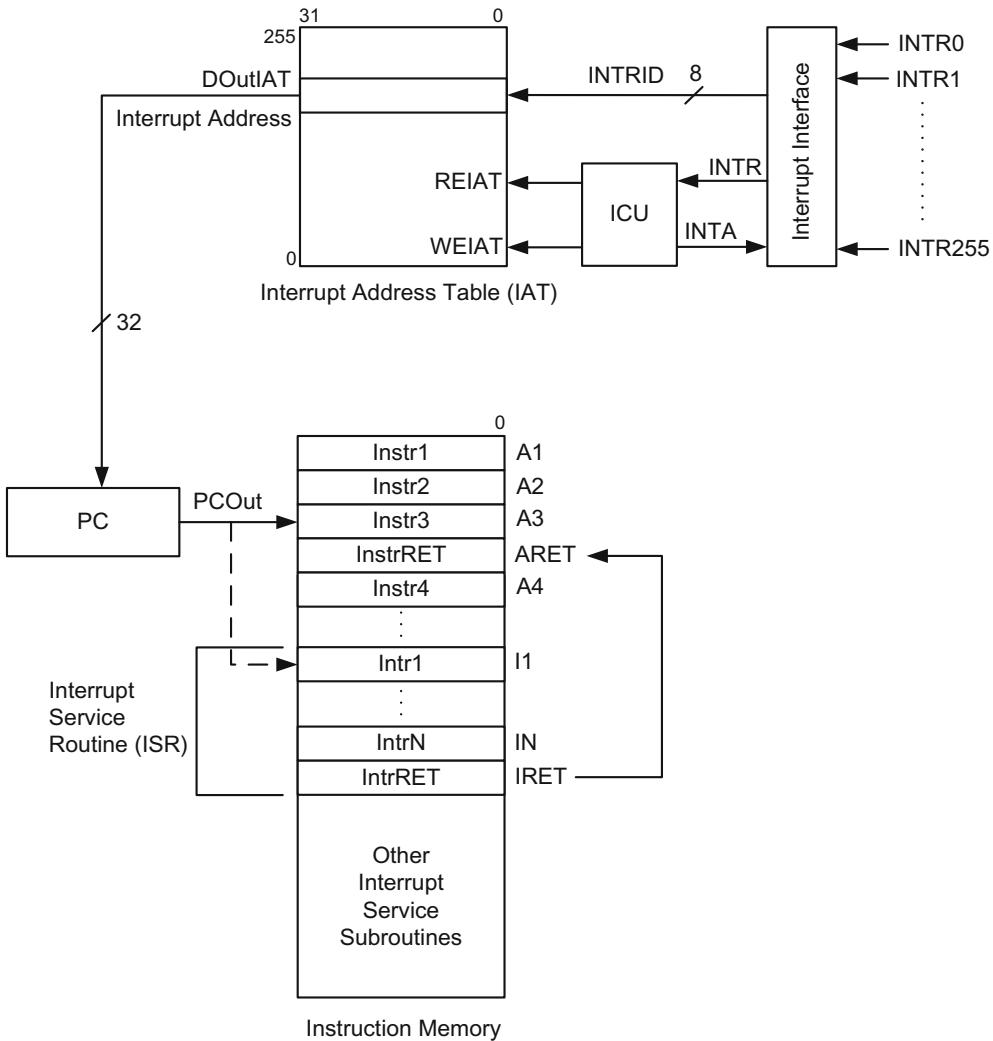 31 0
255
DOutIAT
Interrupt Address
INTRID 8
REIAT
WEIAT
0
Interrupt Address Table (IAT)
ICU
INTR
INTA
Interrupt Interface
INTR0
INTR1
INTR255
32
PC
PCOut
0
Instr1 A1
Instr2 A2
Instr3 A3
InstrRET ARET
Instr4 A4
Intr1 I1
IntrN IN
IntrRET IRET
Interrupt
Service
Routine (ISR)
Other
Interrupt
Service
Subroutines
Instruction Memory